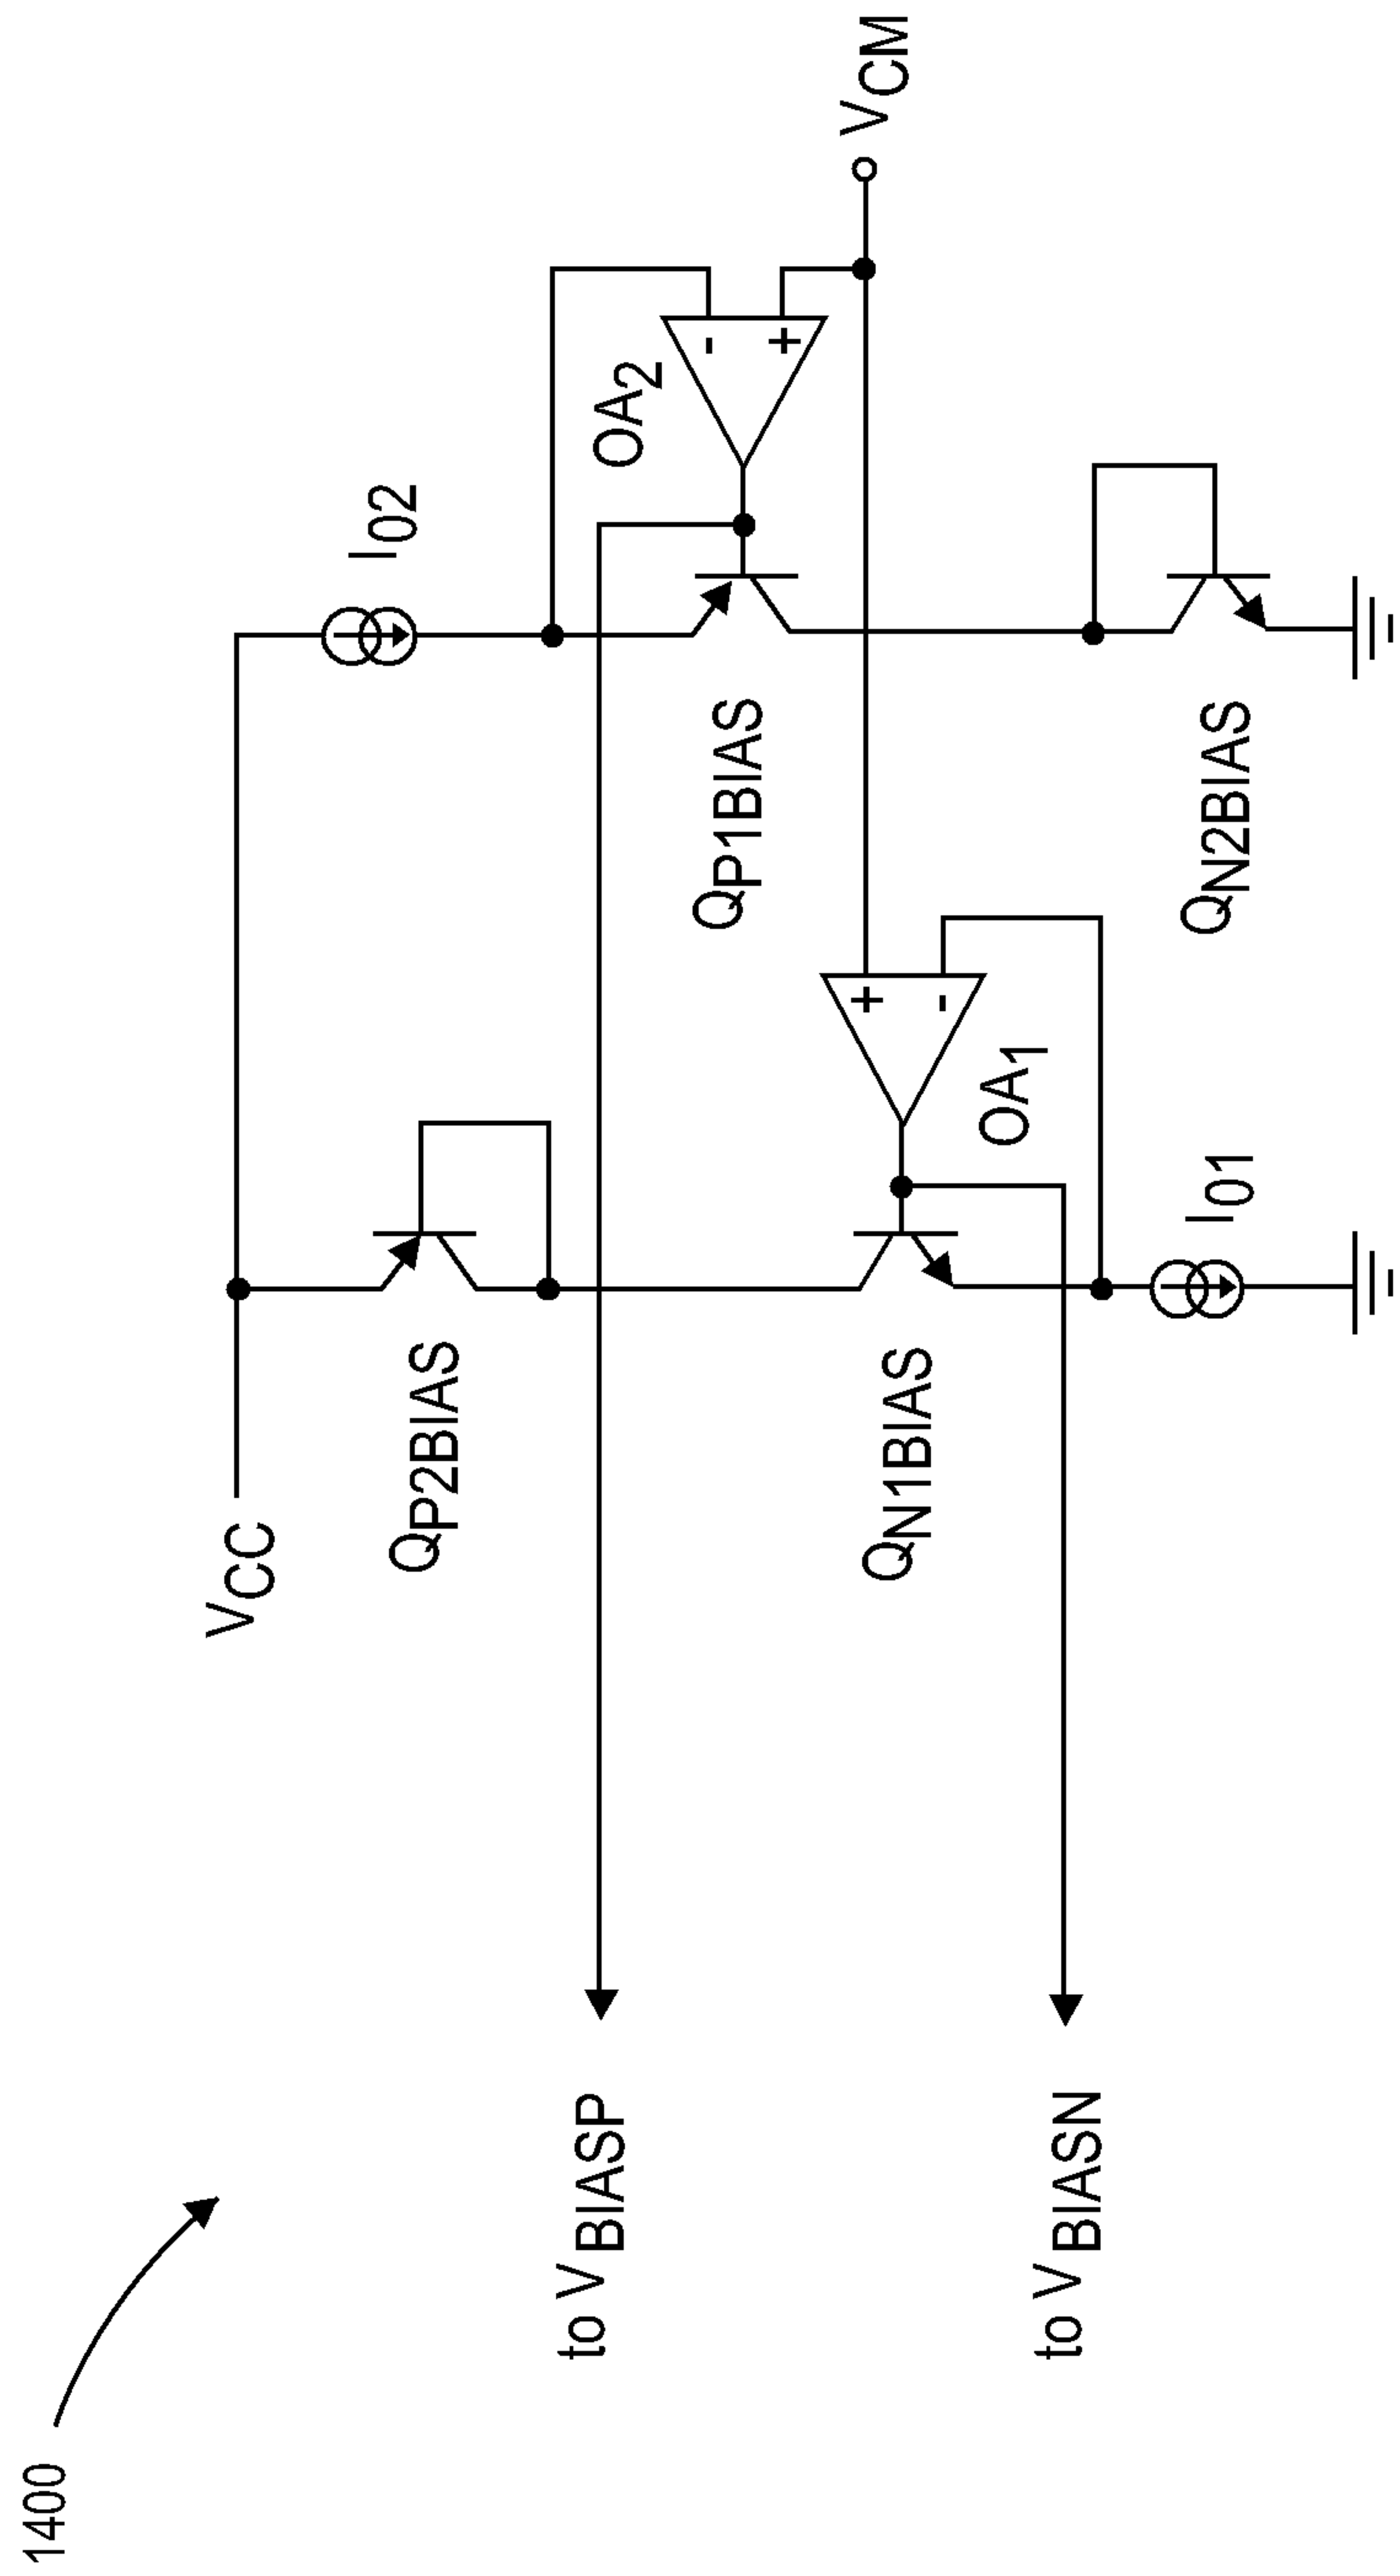 1400
VCC
I02
QP2BIAS
OA2
-
+
to VBIASP
QP1BIAS
VCM
QN1BIAS
+
-
OA1
to VBIASN
I01
QN2BIAS